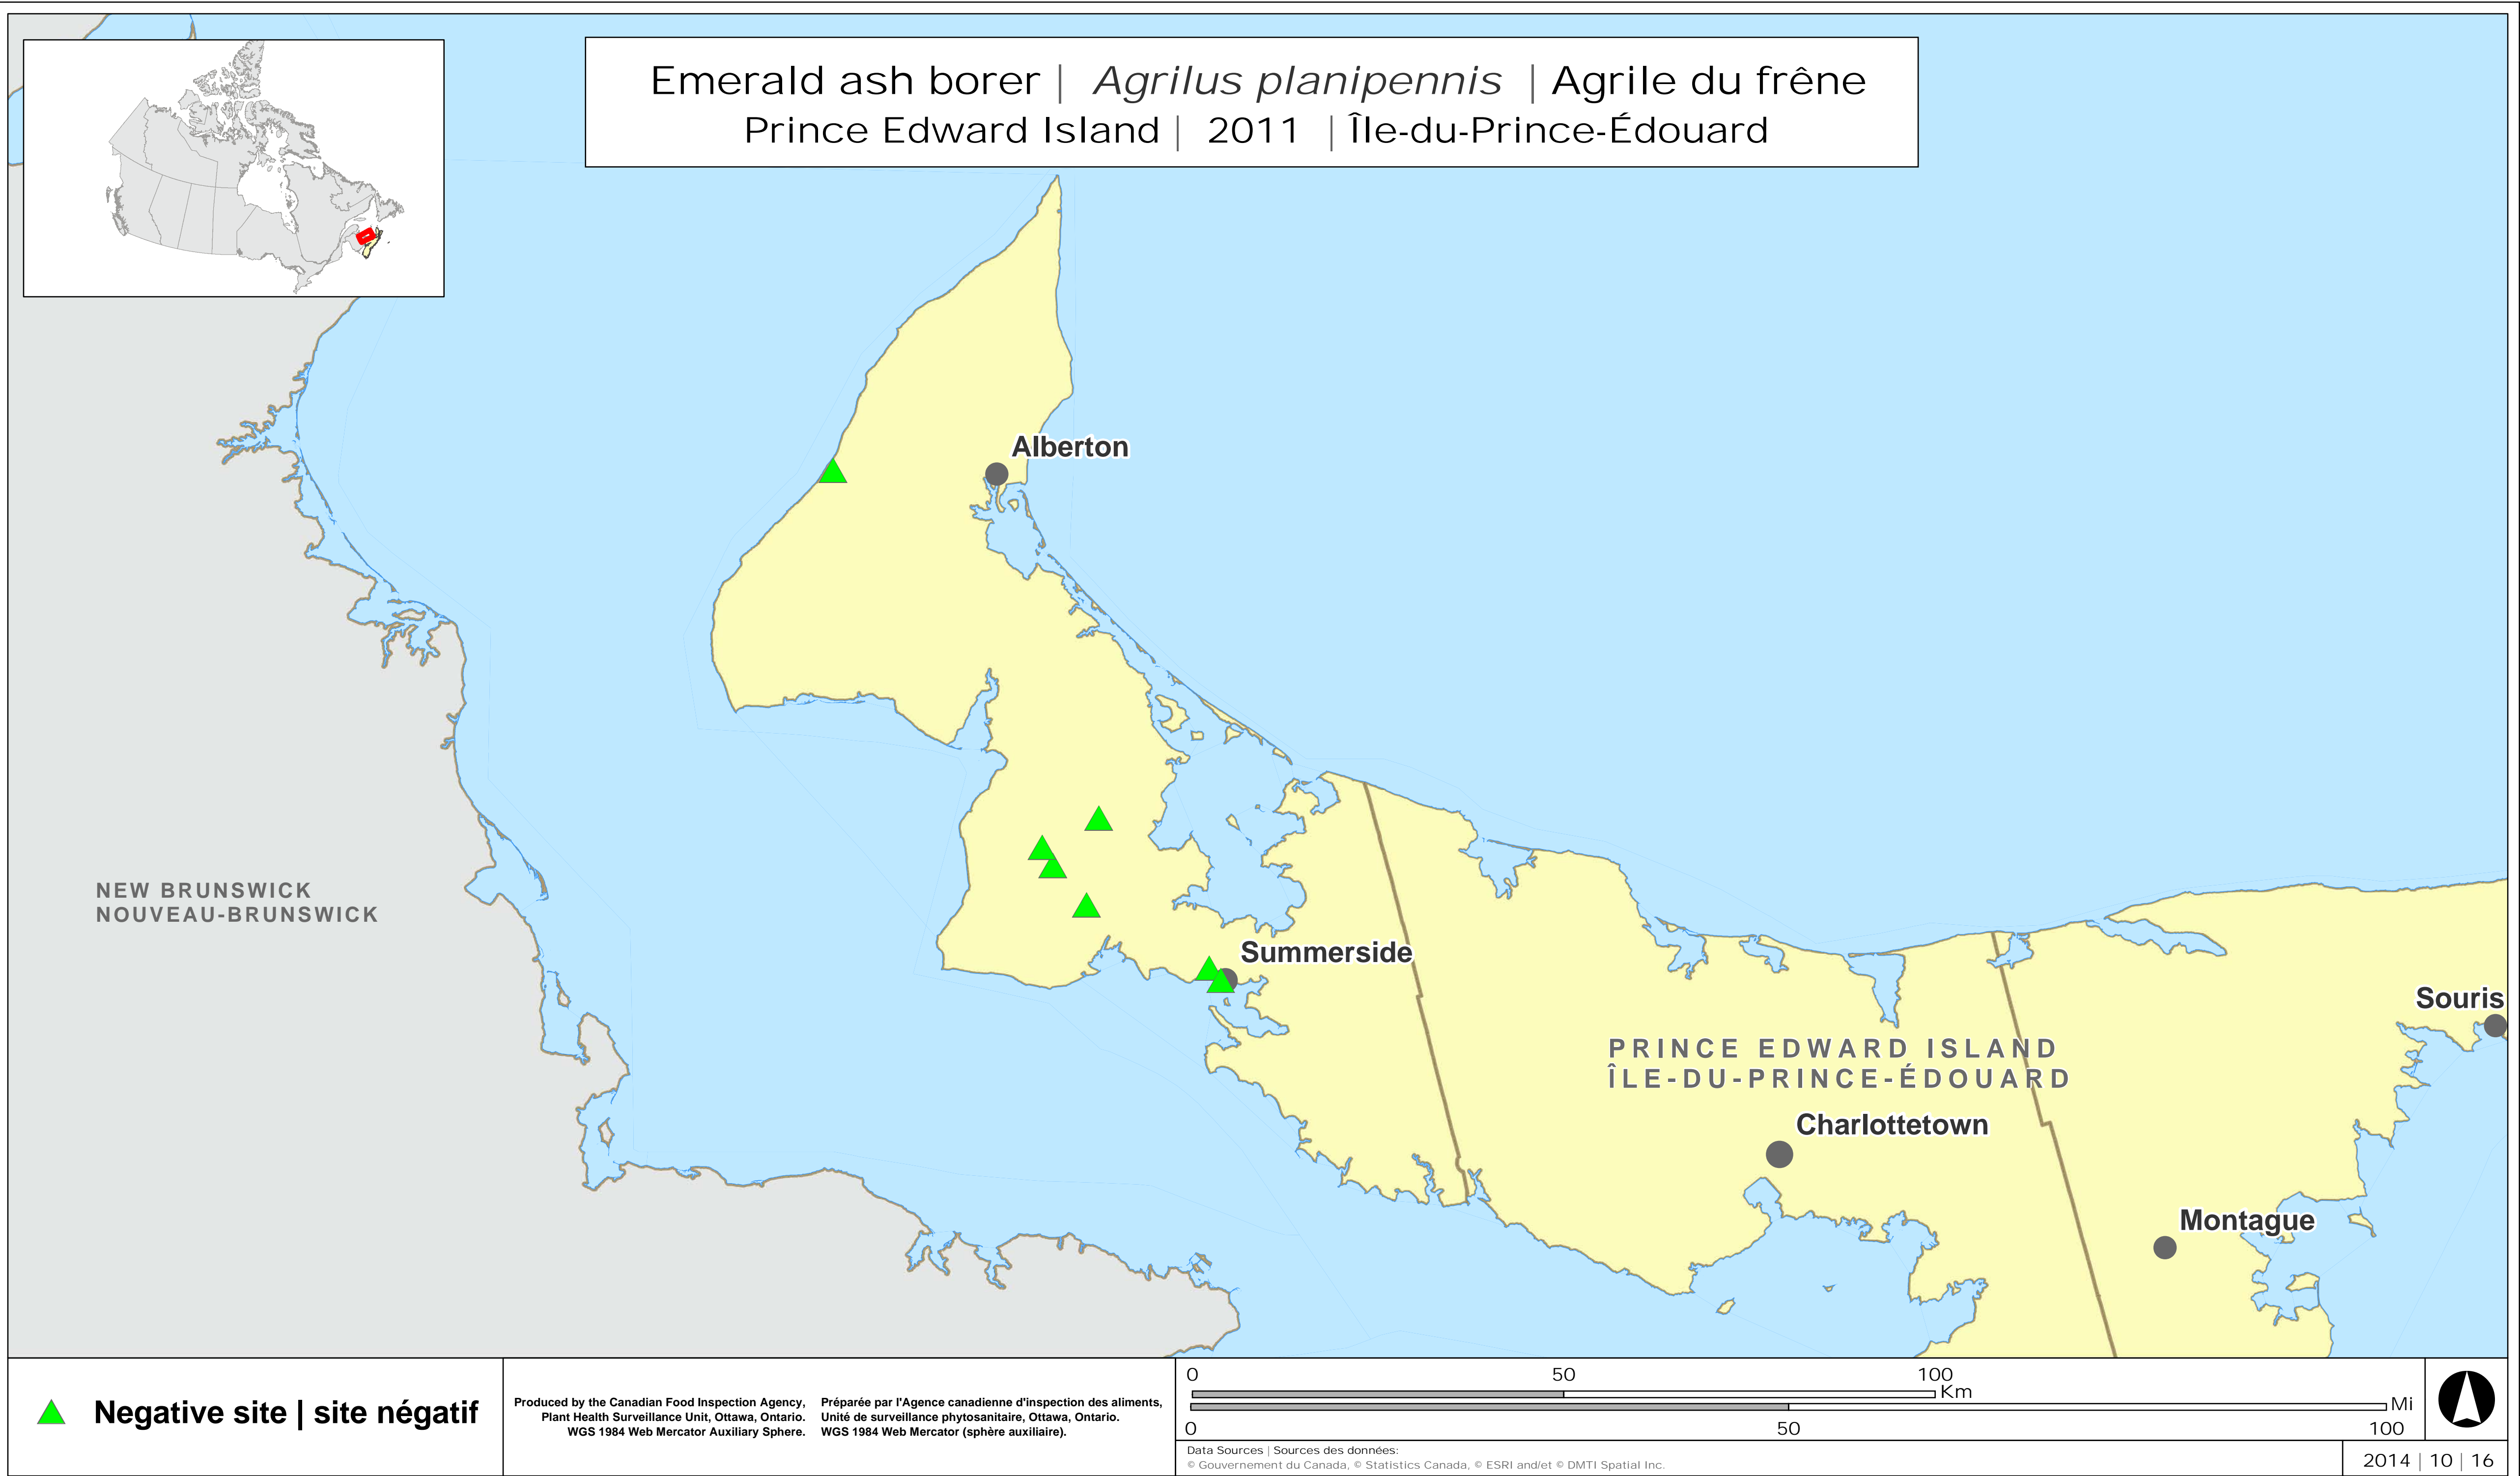 Emerald ash borer | Agrilus planipennis | Agrile du frêne
Prince Edward Island | 2011 | Île-du-Prince-Édouard
Alberton
NEW BRUNSWICK
NOUVEAU-BRUNSWICK
Summerside
Souris
PRINCE EDWARD ISLAND
ÎLE-DU-PRINCE-ÉDOUARD
Charlottetown
Montague
Negative site | site négatif
Produced by the Canadian Food Inspection Agency,
Plant Health Surveillance Unit, Ottawa, Ontario.
WGS 1984 Web Mercator Auxiliary Sphere.
Préparée par l'Agence canadienne d'inspection des aliments,
Unité de surveillance phytosanitaire, Ottawa, Ontario.
WGS 1984 Web Mercator (sphère auxiliaire).
0 50 100
Km
Mi
0 50 100
Data Sources | Sources des données:
© Gouvernement du Canada, © Statistics Canada, © ESRI and/et © DMTI Spatial Inc.
2014 | 10 | 16